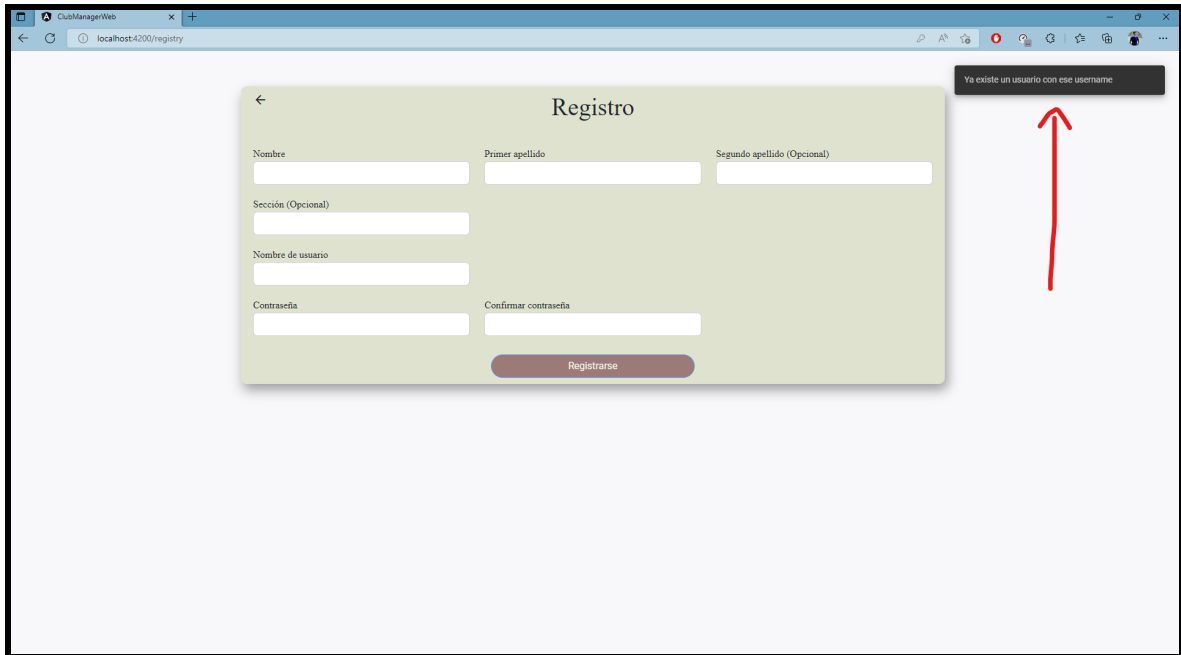 ClubManagerWeb
localhost:4200/registry
Ya existe un usuario con ese username
Registro
Nombre
Primer apellido
Segundo apellido (Opcional)
Sección (Opcional)
Nombre de usuario
Contraseña
Confirmar contraseña
Registrarse